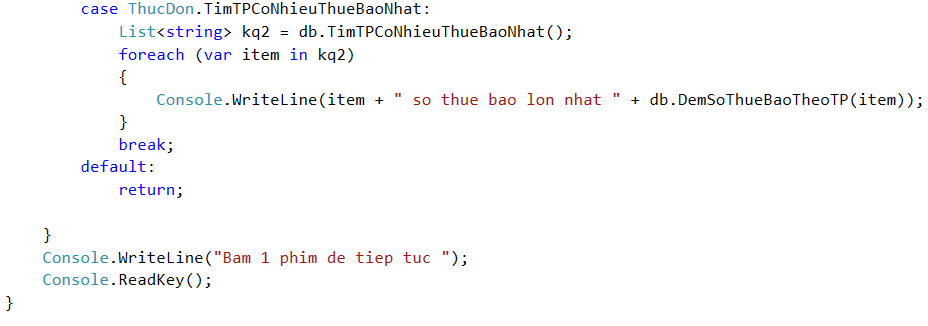 case ThucDon.TimTPCoNhieuThueBaoNhat:
List<string> kq2 = db.TimTPCoNhieuThueBaoNhat();
foreach (var item in kq2)
{
Console.WriteLine(item + " so thue bao lon nhat " + db.DemSoThueBaoTheoTP(item));
}
break;
default:
return;
}
Console.WriteLine("Bam 1 phim de tiep tuc ");
Console.ReadKey();
}